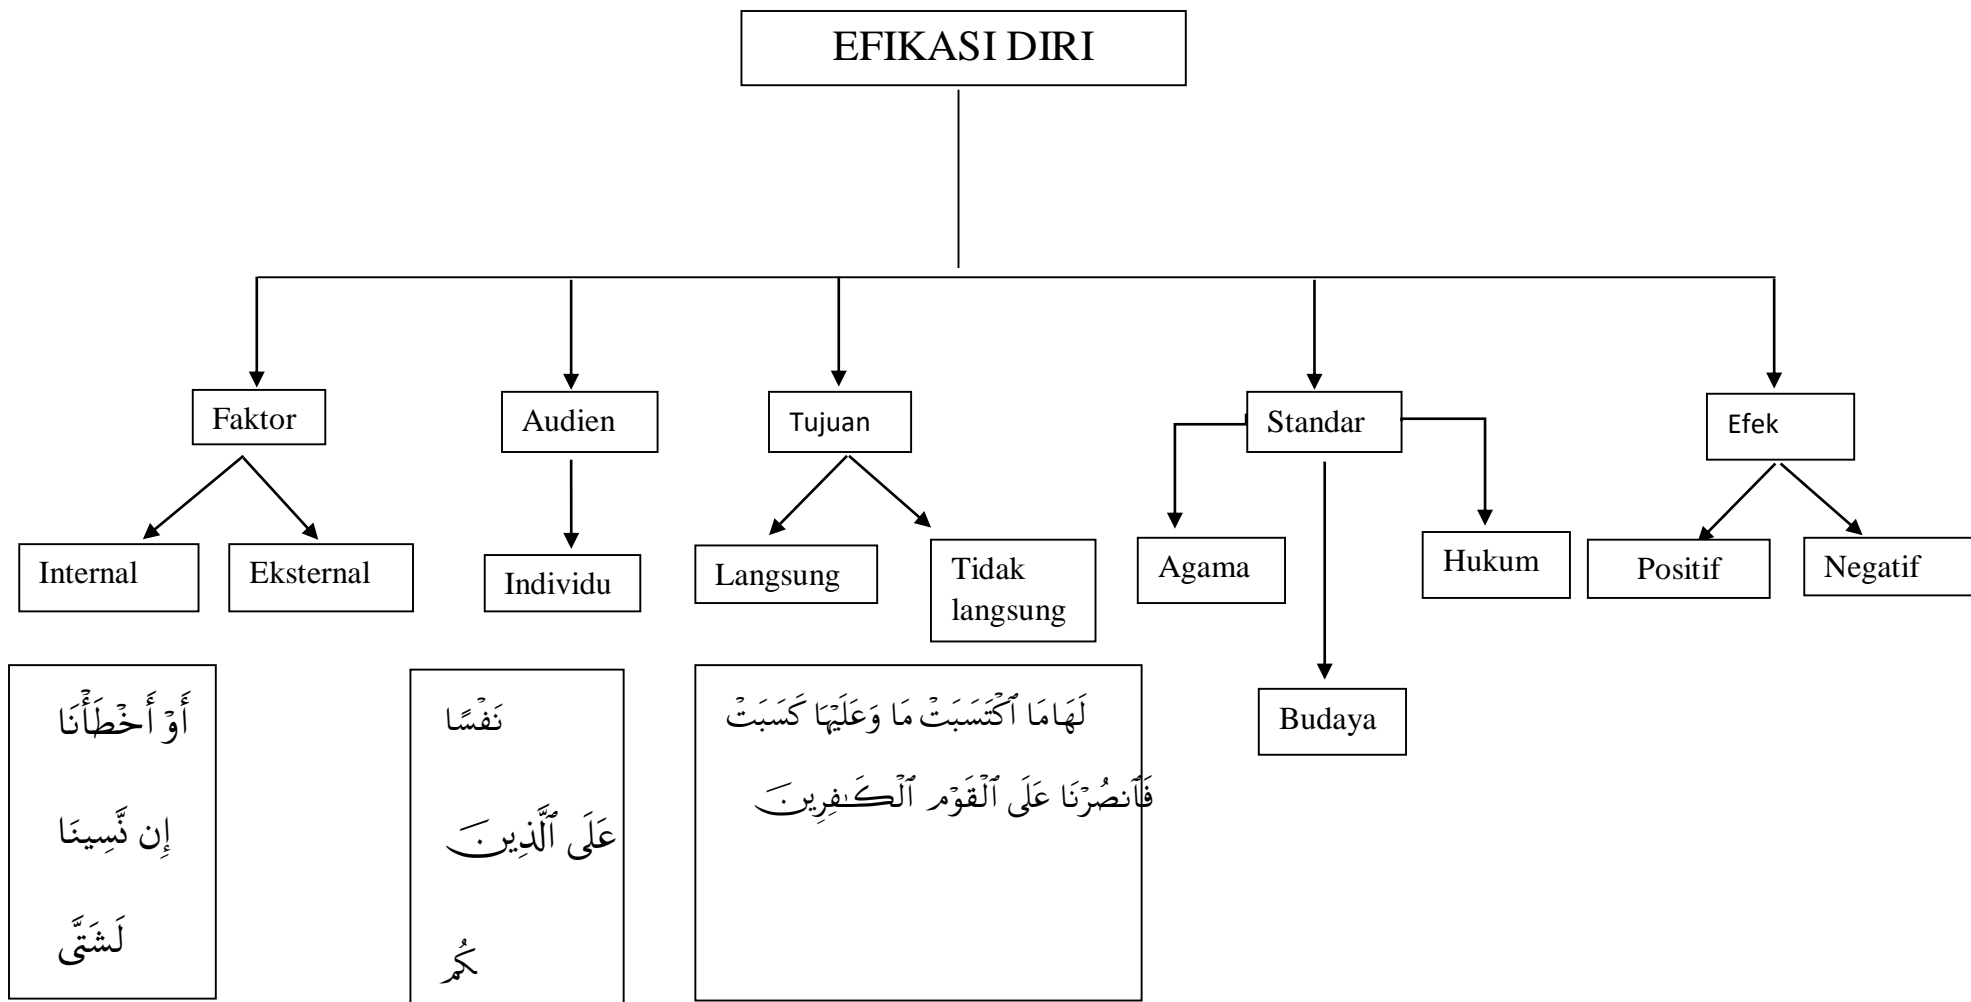 EFIKASI DIRI
Faktor
Audien
Tujuan
Standar
Efek
Internal
Eksternal
Individu
Langsung
Tidak
langsung
Agama
Hukum
Positif
Negatif
Budaya
أَوۡ أَخۡطَأۡنَا
إِن نَّسِينَا
لَشَتَّى
نَفۡسًا
عَلَى ٱلَّذِينَ
كُم
لَهَامَا ٱكۡتَسَبَتۡ مَا وَعَلَيۡهَا كَسَبَتۡ
فَٱنصُرۡنَا عَلَى ٱلۡقَوۡمِ ٱلۡكَٰفِرِينَ